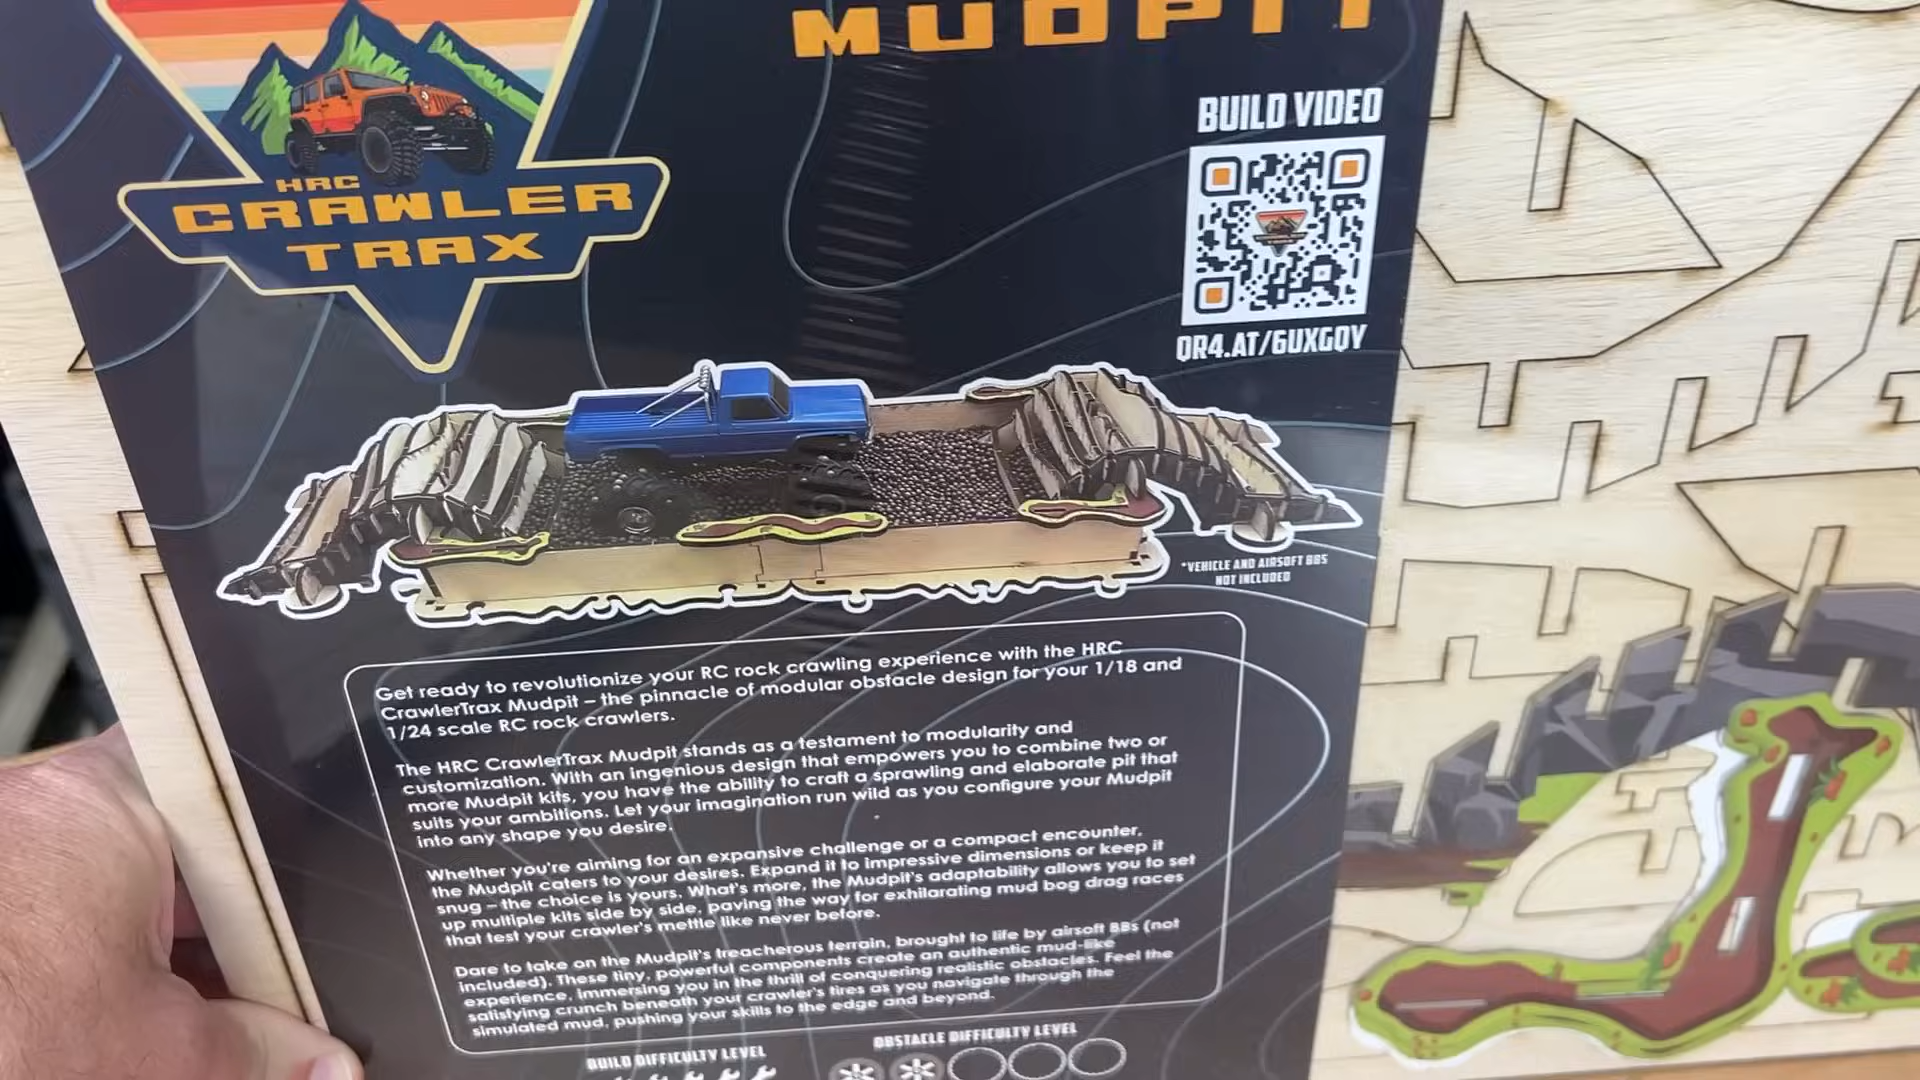 MUDPIT
HRC
CRAWLER
TRAX
BUILD VIDEO
QR4.AT/6UXGQY
*VEHICLE AND AIRSOFT BBS
NOT INCLUDED
Get ready to revolutionize your RC rock crawling experience with the HRC
CrawlerTrax Mudpit – the pinnacle of modular obstacle design for your 1/18 and
1/24 scale RC rock crawlers.
The HRC CrawlerTrax Mudpit stands as a testament to modularity and
customization. With an ingenious design that empowers you to combine two or
more Mudpit kits, you have the ability to craft a sprawling and elaborate pit that
suits your ambitions. Let your imagination run wild as you configure your Mudpit
into any shape you desire.
Whether you're aiming for an expansive challenge or a compact encounter,
the Mudpit caters to your desires. Expand it to impressive dimensions or keep it
snug – the choice is yours. What's more, the Mudpit's adaptability allows you to set
up multiple kits side by side, paving the way for exhilarating mud bog drag races
that test your crawler's mettle like never before.
Dare to take on the Mudpit's treacherous terrain, brought to life by airsoft BBs (not
included). These tiny, powerful components create an authentic mud-like
experience, immersing you in the thrill of conquering realistic obstacles. Feel the
satisfying crunch beneath your crawler's tires as you navigate through the
simulated mud, pushing your skills to the edge and beyond.
BUILD DIFFICULTY LEVEL
OBSTACLE DIFFICULTY LEVEL